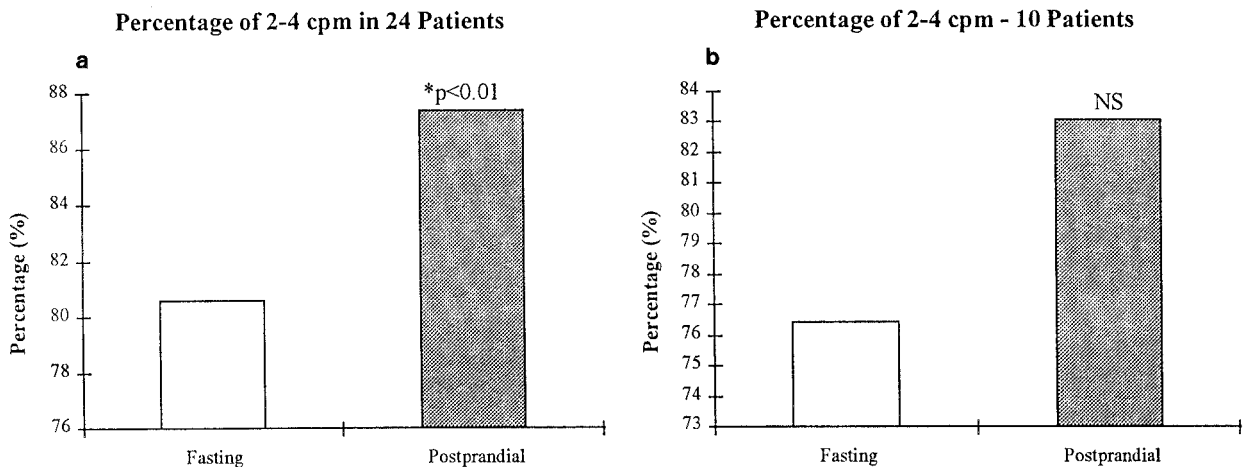 Percentage of 2-4 cpm in 24 Patients
a
Percentage (%)
88
86
84
82
80
78
76
*p<0.01
Fasting Postprandial
Percentage of 2-4 cpm - 10 Patients
b
Percentage (%)
84
83
82
81
80
79
78
77
76
75
74
73
NS
Fasting Postprandial